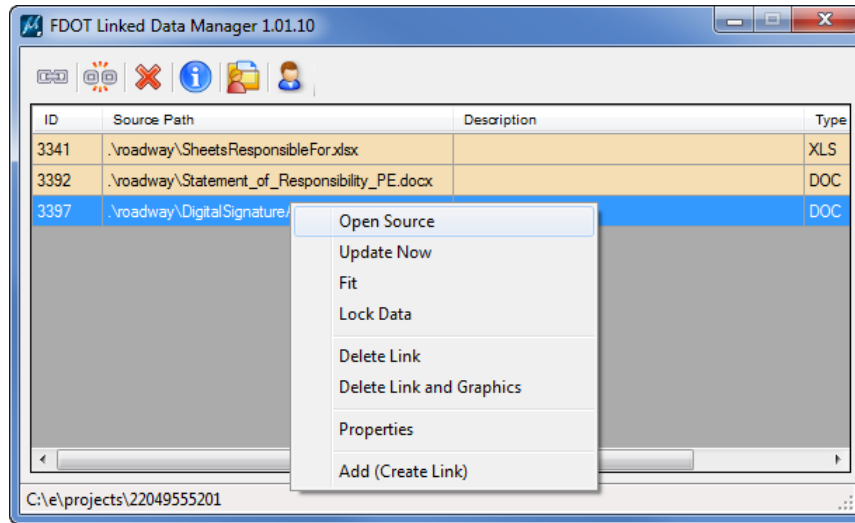 FDOT Linked Data Manager 1.01.10
ID Source Path Description Type
3341 .\roadway\SheetsResponsibleFor.xlsx XLS
3392 .\roadway\Statement_of_Responsibility_PE.docx DOC
3397 .\roadway\DigitalSignature DOC
Open Source
Update Now
Fit
Lock Data
Delete Link
Delete Link and Graphics
Properties
Add (Create Link)
C:\e\projects\22049555201